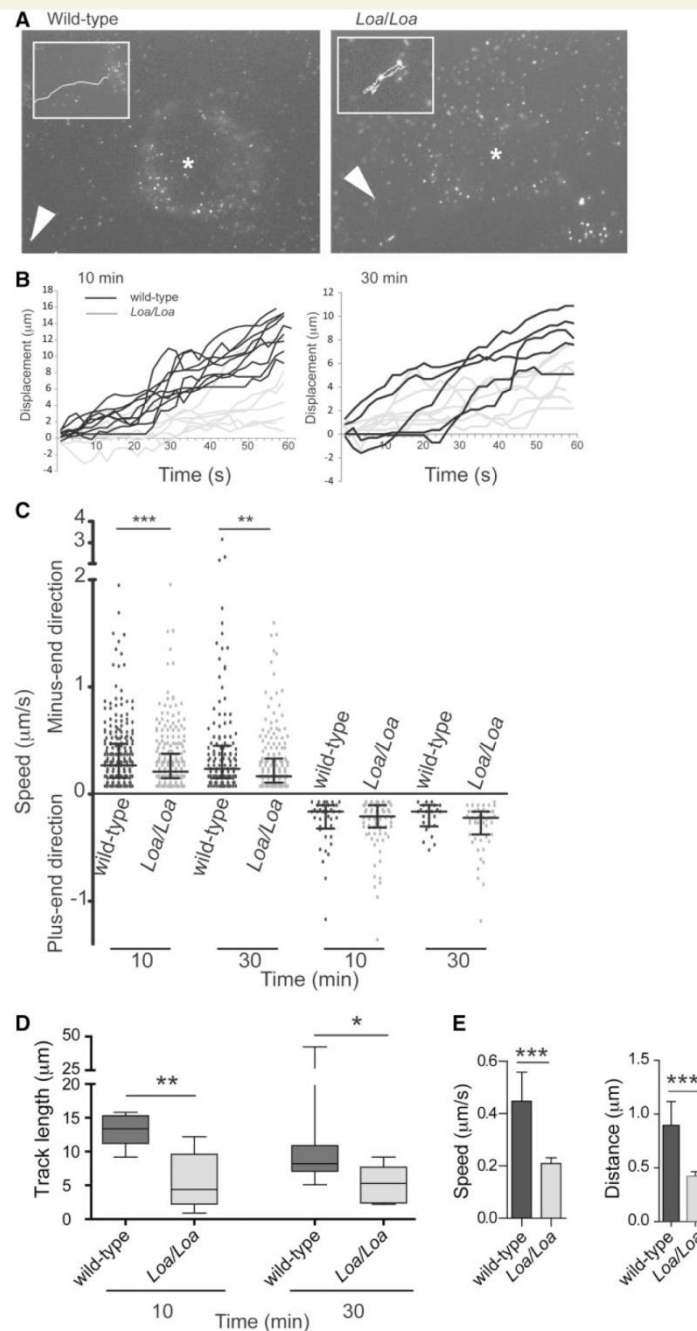 A Wild-type Loa/Loa
*
*
B 10 min 30 min
wild-type
Loa/Loa
Displacement (μm)
18
16
14
12
10
8
6
4
2
0
-2
-4
10 20 30 40 50 60
Time (s)
Displacement (μm)
12
10
8
6
4
2
0
-2
-4
10 20 30 40 50 60
Time (s)
C
Speed (μm/s)
Minus-end direction
Plus-end direction
4
3
2
1
0
-1
*** **
wild-type Loa/Loa wild-type Loa/Loa
wild-type Loa/Loa wild-type Loa/Loa
10 30 10 30
Time (min)
D
Track length (μm)
50
25
20
15
10
5
0
** *
wild-type Loa/Loa wild-type Loa/Loa
10 30
Time (min)
E
Speed (μm/s)
0.6
0.4
0.2
0.0
***
wild-type Loa/Loa
Distance (μm)
1.5
1.0
0.5
0.0
***
wild-type Loa/Loa